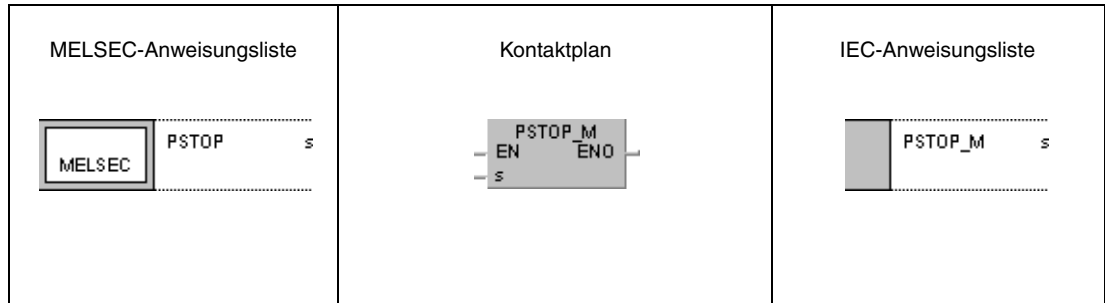 MELSEC-Anweisungsliste
Kontaktplan
IEC-Anweisungsliste
MELSEC
PSTOP s
PSTOP_M
EN ENO
s
PSTOP_M s